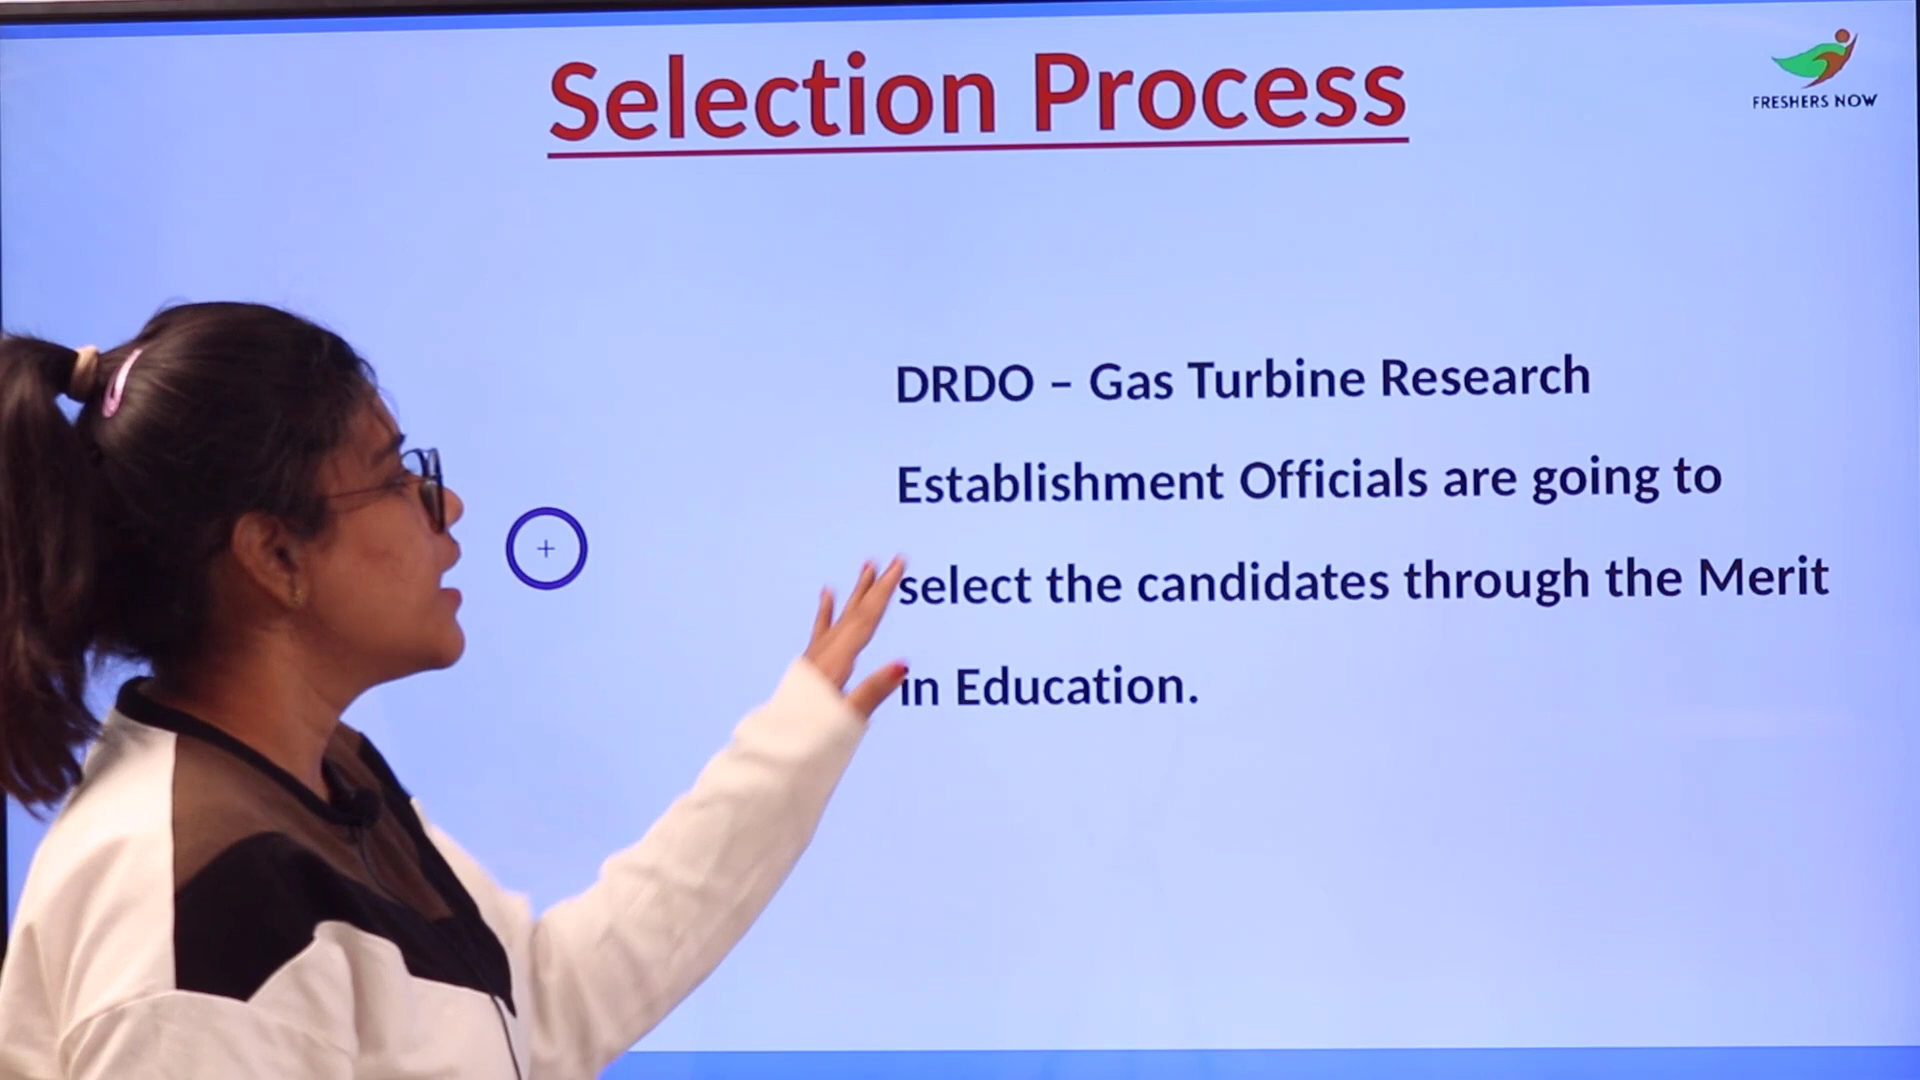 Selection Process
FRESHERS NOW
DRDO – Gas Turbine Research
Establishment Officials are going to
select the candidates through the Merit
in Education.